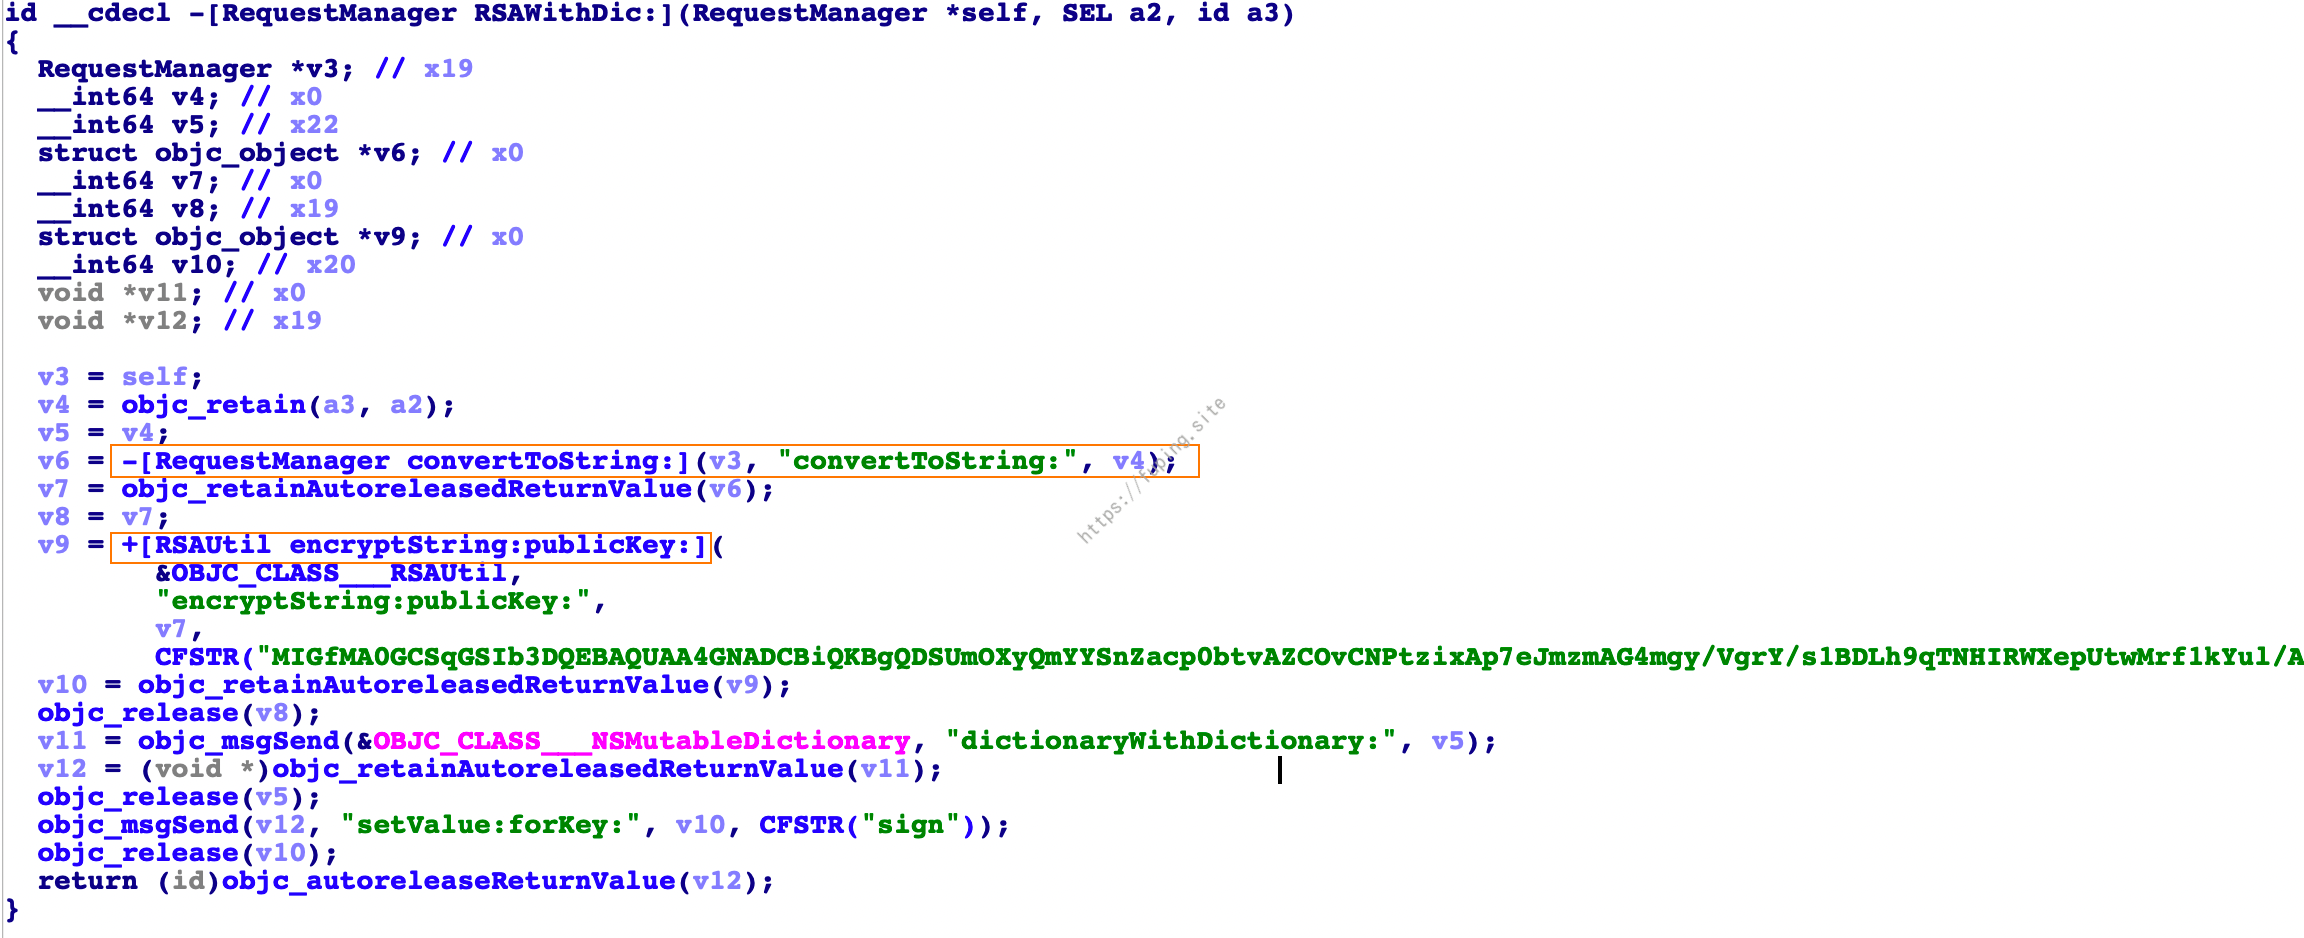 id __cdecl -[RequestManager RSAWithDic:](RequestManager *self, SEL a2, id a3)
{
  RequestManager *v3; // x19
  __int64 v4; // x0
  __int64 v5; // x22
  struct objc_object *v6; // x0
  __int64 v7; // x0
  __int64 v8; // x19
  struct objc_object *v9; // x0
  __int64 v10; // x20
  void *v11; // x0
  void *v12; // x19

  v3 = self;
  v4 = objc_retain(a3, a2);
  v5 = v4;
  v6 = -[RequestManager convertToString:](v3, "convertToString:", v4);
  v7 = objc_retainAutoreleasedReturnValue(v6);
  v8 = v7;
  v9 = +[RSAUtil encryptString:publicKey:](
         &OBJC_CLASS___RSAUtil,
         "encryptString:publicKey:",
         v7,
         CFSTR("MIGfMA0GCSqGSIb3DQEBAQUAA4GNADCBiQKBgQDSUmOXyQmYYSnZacp0btvAZCOvCNPtzixAp7eJmzmAG4mgy/VgrY/s1BDLh9qTNHIRWXepUtwMrf1kYul/A
  v10 = objc_retainAutoreleasedReturnValue(v9);
  objc_release(v8);
  v11 = objc_msgSend(&OBJC_CLASS___NSMutableDictionary, "dictionaryWithDictionary:", v5);
  v12 = (void *)objc_retainAutoreleasedReturnValue(v11);
  objc_release(v5);
  objc_msgSend(v12, "setValue:forKey:", v10, CFSTR("sign"));
  objc_release(v10);
  return (id)objc_autoreleaseReturnValue(v12);
}
https://fuping.site